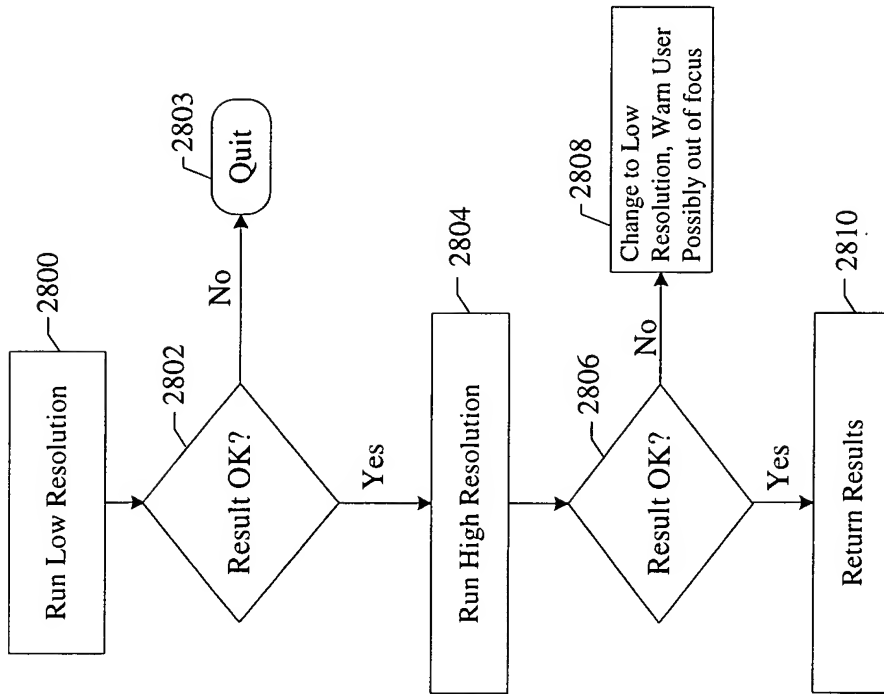 2800
Run Low Resolution
2802
Result OK?
No
2803
Quit
Yes
2804
Run High Resolution
2806
Result OK?
No
2808
Change to Low
Resolution, Warn User
Possibly out of focus
Yes
2810
Return Results